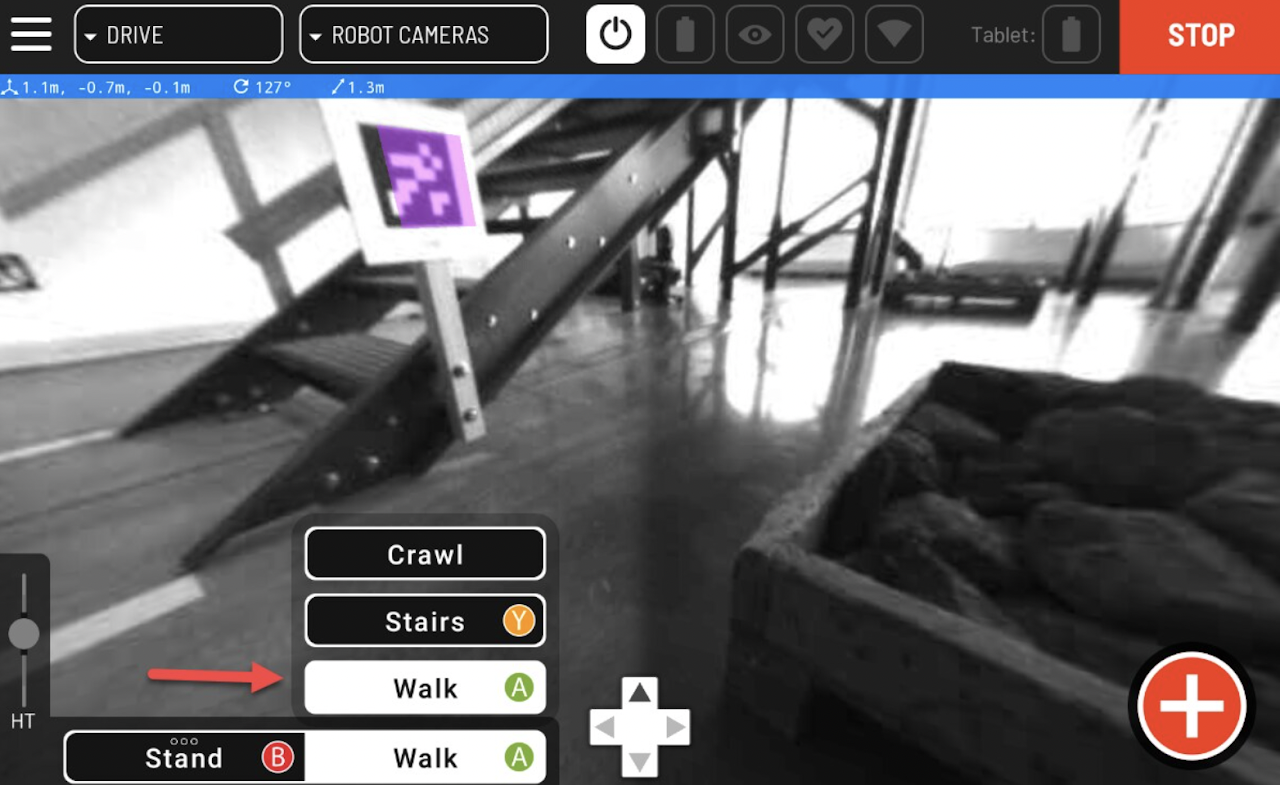 DRIVE
ROBOT CAMERAS
Tablet:
STOP
1.1m, -0.7m, -0.1m 127° 1.3m
Crawl
Stairs Y
Walk A
HT
Stand B
Walk A